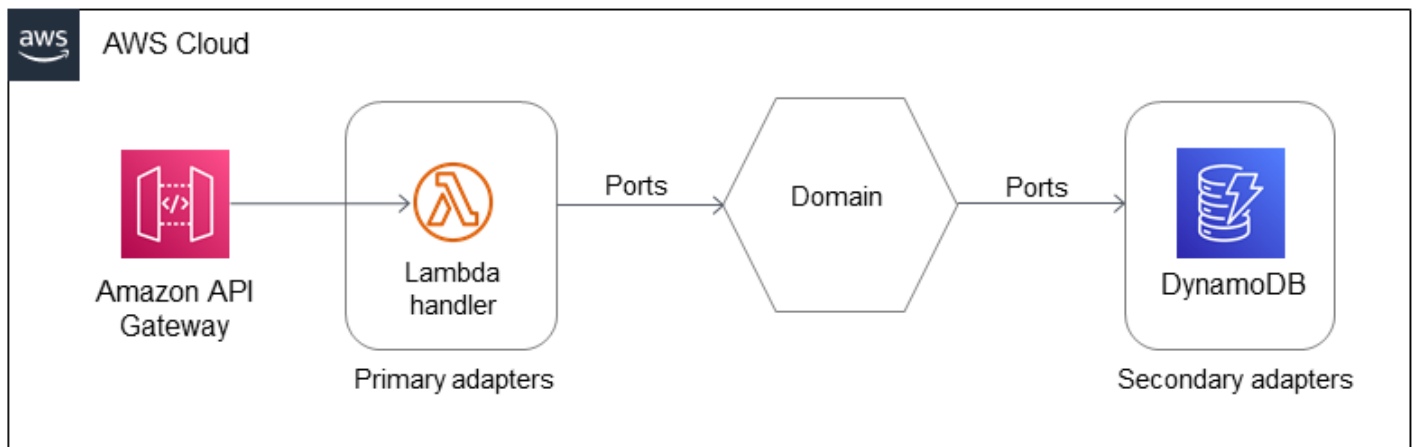 aws
AWS Cloud
Amazon API
Gateway
</>
Lambda
handler
Primary adapters
Ports
Domain
Ports
DynamoDB
Secondary adapters